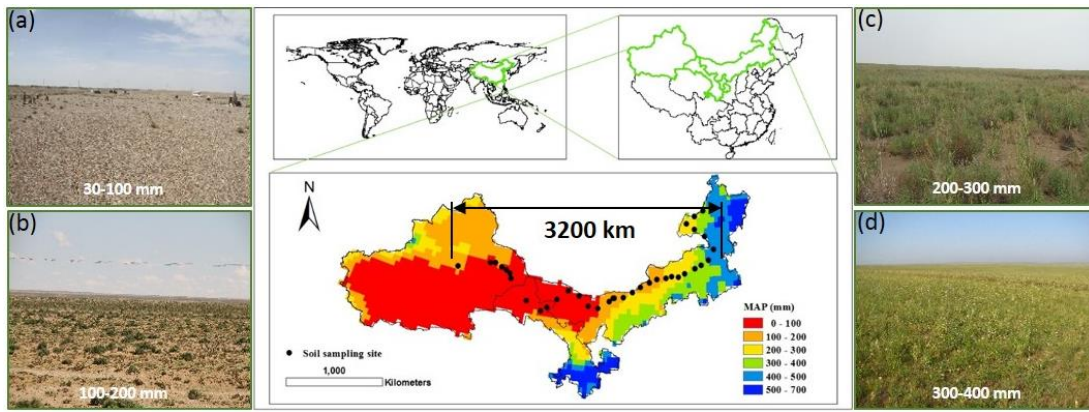 (a)
30-100 mm
(b)
100-200 mm
N
3200 km
MAP (mm)
0 - 100
100 - 200
200 - 300
300 - 400
400 - 500
500 - 700
Soil sampling site
1,000
Kilometers
(c)
200-300 mm
(d)
300-400 mm